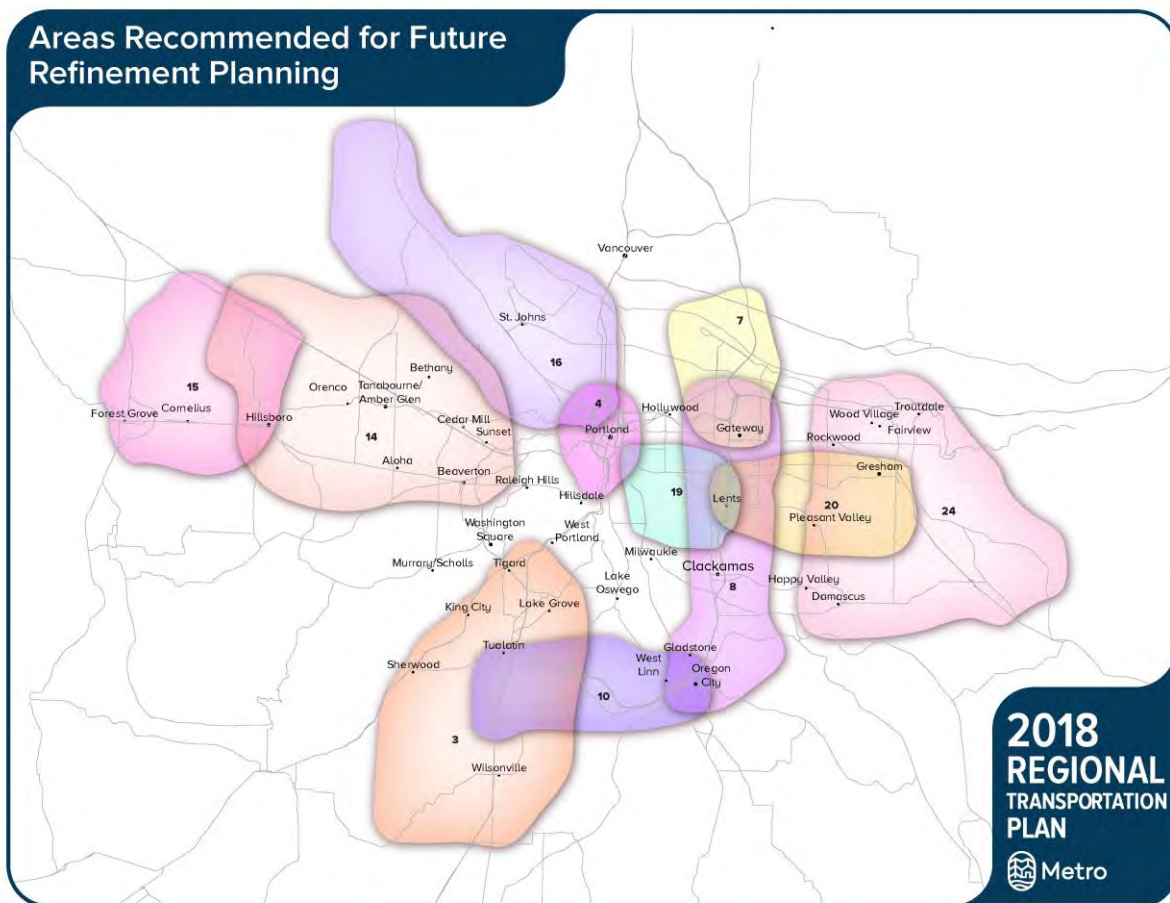 Areas Recommended for Future
Refinement Planning
Vancouver
7
St. Johns
16
15
Bethany
Orenco
Tanabourne/
Amber Glen
4
Forest Grove
Cornelius
Hillsboro
Cedar Mill
Sunset
14
Hollywood
Portland
Gateway
Wood Village
Troutdale
Fairview
Rockwood
Aloha
Beaverton
Raleigh Hills
Hillsdale
19
Lents
Gresham
20
Pleasant Valley
24
Washington
Square
West
Portland
Murrary/Scholls
Tigard
Milwaukie
Clackamas
8
Happy Valley
Damascus
Lake
Oswego
King City
Lake Grove
Tualatin
Sherwood
Gladstone
West
Linn
Oregon
City
10
3
Wilsonville
2018
REGIONAL
TRANSPORTATION
PLAN
Metro